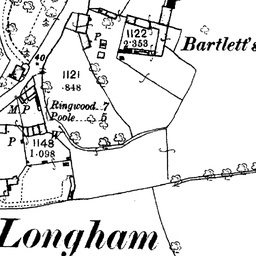 1122
2·353
Bartlett's
P
40
1121
·848
Ringwood..7
Poole....5
M P
W
P
1148
1·098
Longham